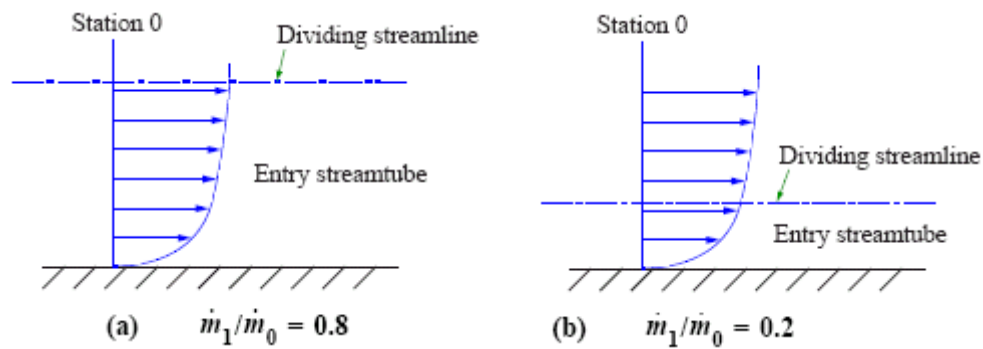 Station 0
Dividing streamline
Entry streamtube
(a) ṁ₁/ṁ₀ = 0.8
Station 0
Dividing streamline
Entry streamtube
(b) ṁ₁/ṁ₀ = 0.2